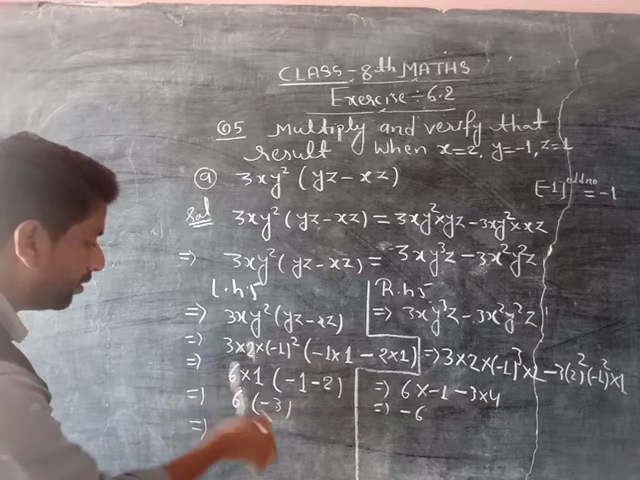 CLASS - 8th MATHS
Exercise ÷ 6.2
Q5 Multiply and verify that
result when x=2, y=-1, z=1
(a) 3xy² (yz - xz)
(-1)^odd no = -1
Sol 3xy² (yz - xz) = 3xy² × yz - 3xy² × xz
=> 3xy² (yz - xz) = 3xy³z - 3x²y²z
L.h.S
=> 3xy² (yz - xz)
=> 3×2×(-1)² (-1×1 - 2×1)
=> 6×1 (-1-2)
=> 6 (-3)
=>
R.h.S
=> 3xy³z - 3x²y²z
=> 3×2×(-1)³×1 - 3(2)²(-1)²×1
=> 6×-1 - 3×4
=> -6